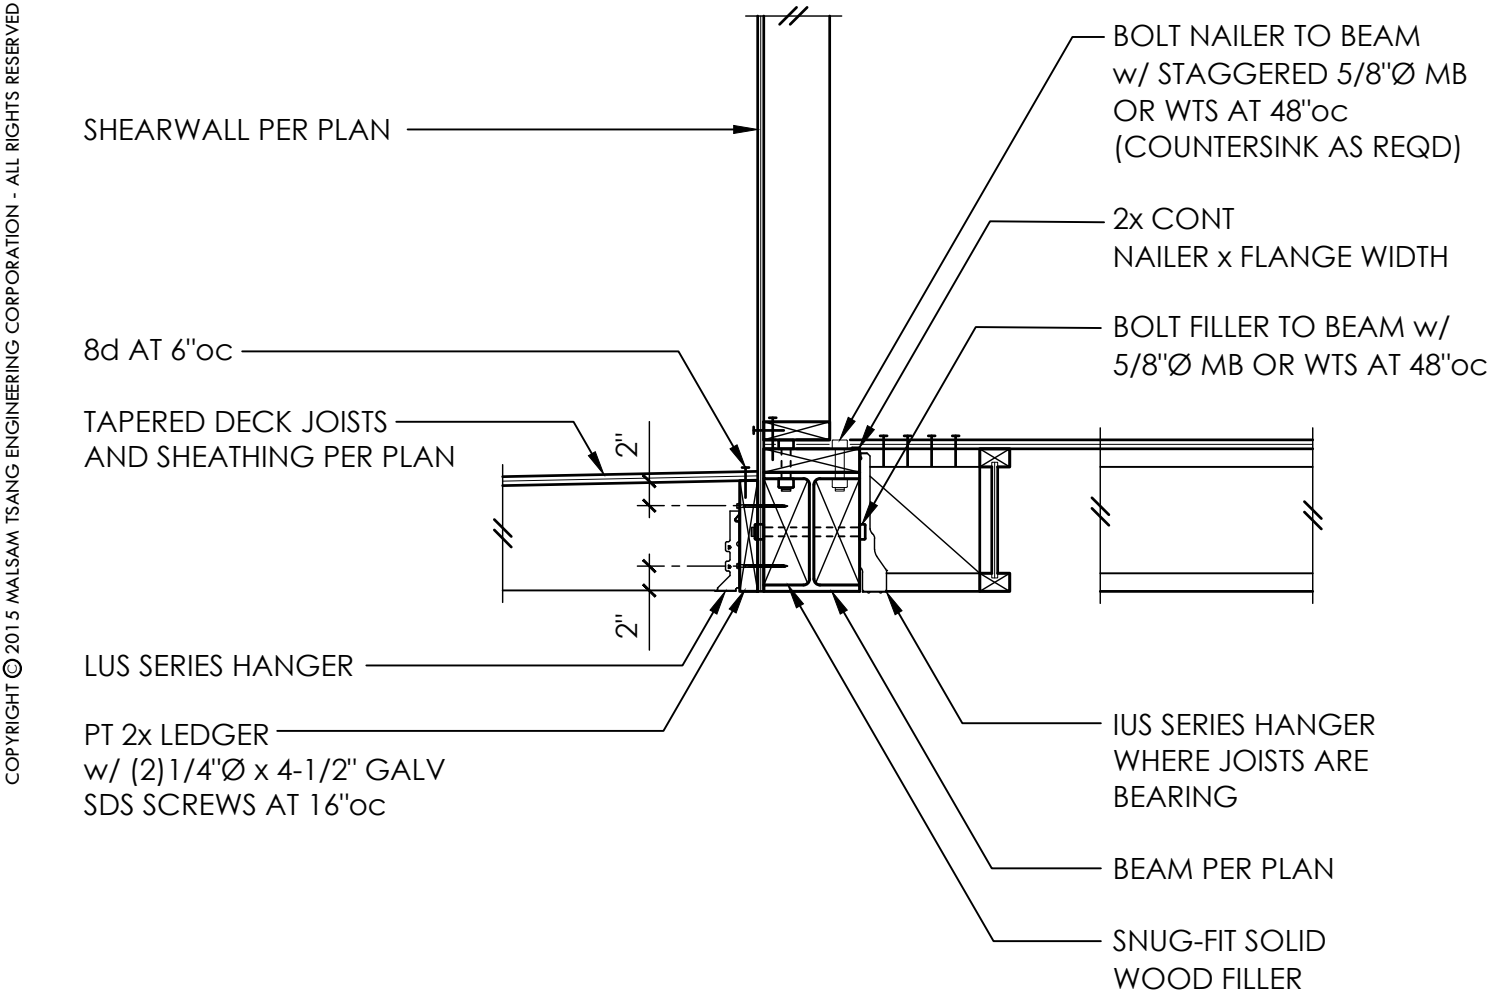 COPYRIGHT © 2015 MALSAM TSANG ENGINEERING CORPORATION - ALL RIGHTS RESERVED
SHEARWALL PER PLAN
8d AT 6"oc
TAPERED DECK JOISTS
AND SHEATHING PER PLAN
2"
2"
LUS SERIES HANGER
PT 2x LEDGER
w/ (2)1/4"Ø x 4-1/2" GALV
SDS SCREWS AT 16"oc
BOLT NAILER TO BEAM
w/ STAGGERED 5/8"Ø MB
OR WTS AT 48"oc
(COUNTERSINK AS REQD)
2x CONT
NAILER x FLANGE WIDTH
BOLT FILLER TO BEAM w/
5/8"Ø MB OR WTS AT 48"oc
IUS SERIES HANGER
WHERE JOISTS ARE
BEARING
BEAM PER PLAN
SNUG-FIT SOLID
WOOD FILLER